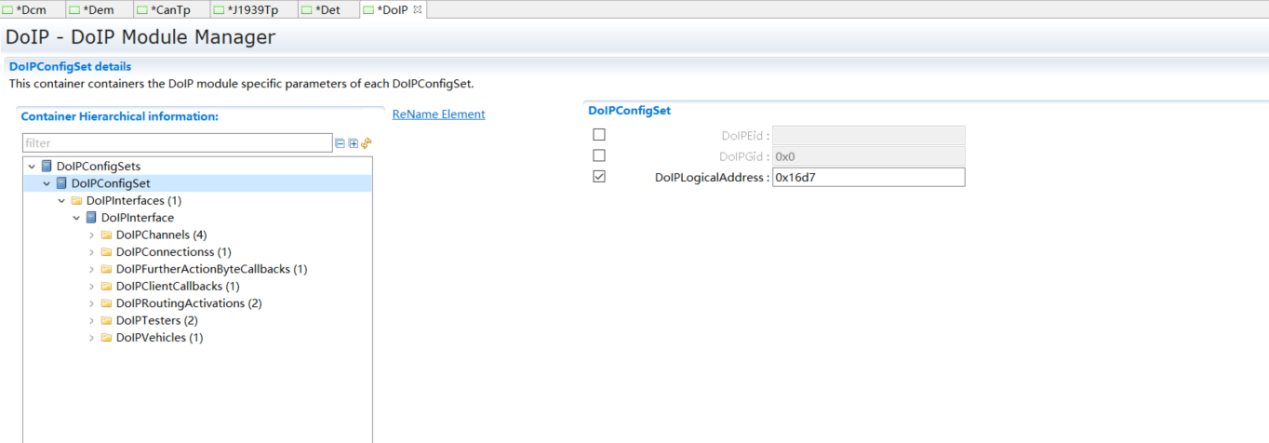 *Dcm *Dem *CanTp *J1939Tp *Det *DoIP
DoIP - DoIP Module Manager
DoIPConfigSet details
This container containers the DoIP module specific parameters of each DoIPConfigSet.
Container Hierarchical information:
ReName Element
DoIPConfigSet
filter
DoIPEid :
DoIPGid : 0x0
DoIPLogicalAddress : 0x16d7
DoIPConfigSets
DoIPConfigSet
DoIPInterfaces (1)
DoIPInterface
DoIPChannels (4)
DoIPConnectionss (1)
DoIPFurtherActionByteCallbacks (1)
DoIPClientCallbacks (1)
DoIPRoutingActivations (2)
DoIPTesters (2)
DoIPVehicles (1)